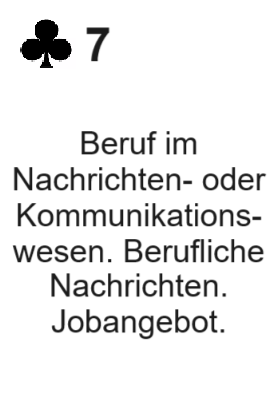 ♣ 7
Beruf im
Nachrichten- oder
Kommunikations-
wesen. Berufliche
Nachrichten.
Jobangebot.